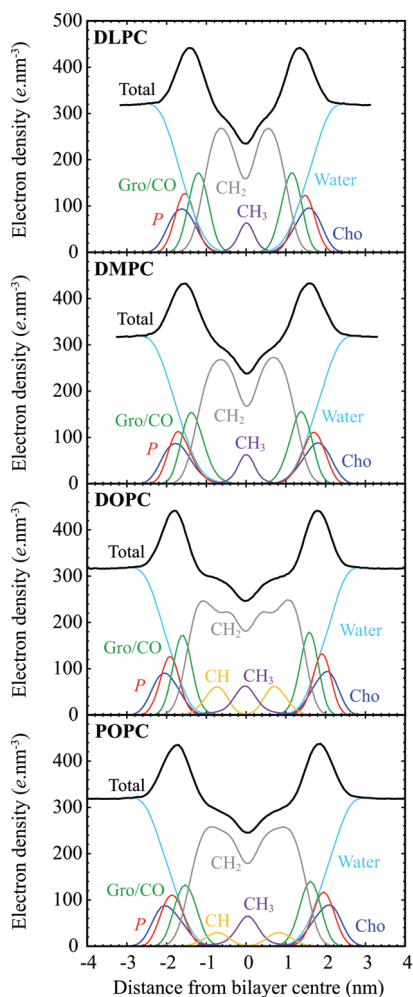 DLPC
500
400
300
200
100
0
Electron density (e.nm-3)
Total
Gro/CO
CH2
Water
P
CH3
Cho
DMPC
400
300
200
100
0
Electron density (e.nm-3)
Total
Gro/CO
CH2
Water
P
CH3
Cho
DOPC
400
300
200
100
0
Electron density (e.nm-3)
Total
CH2
Water
Gro/CO
P
CH
CH3
Cho
POPC
400
300
200
100
0
Electron density (e.nm-3)
Total
CH2
Water
Gro/CO
P
CH
CH3
Cho
-4 -3 -2 -1 0 1 2 3 4
Distance from bilayer centre (nm)